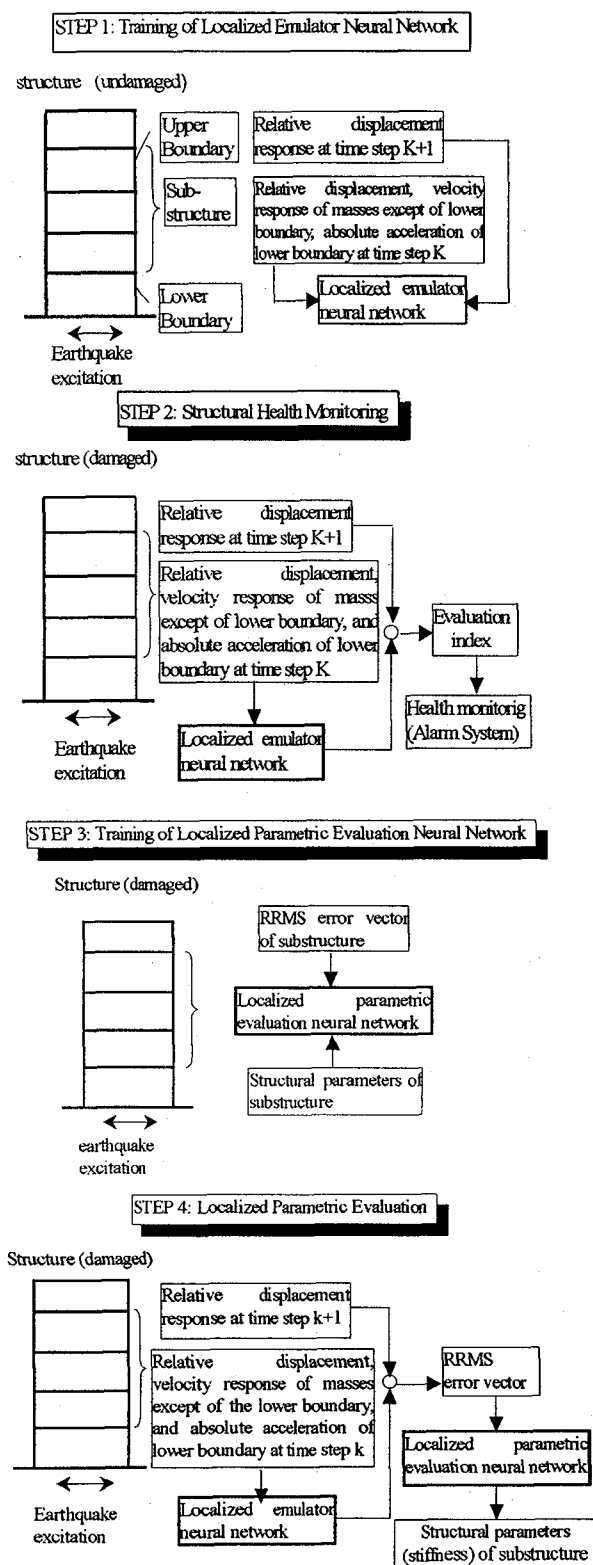 STEP 1: Training of Localized Emulator Neural Network
structure (undamaged)
Upper
Boundary
Sub-
structure
Lower
Boundary
Earthquake
excitation
Relative displacement
response at time step K+1
Relative displacement, velocity
response of masses except of lower
boundary, absolute acceleration of
lower boundary at time step K
Localized emulator
neural network
STEP 2: Structural Health Monitoring
structure (damaged)
Relative displacement
response at time step K+1
Relative displacement,
velocity response of masss
except of lower boundary, and
absolute acceleration of lower
boundary at time step K
Evaluation
index
Health monitorig
(Alarm System)
Localized emulator
neural network
Earthquake
excitation
STEP 3: Training of Localized Parametric Evaluation Neural Network
Structure (damaged)
RRMS error vector
of substructure
Localized parametric
evaluation neural network
Structural parameters of
substructure
earthquake
excitation
STEP 4: Localized Parametric Evaluation
Structure (damaged)
Relative displacement
response at time step k+1
Relative displacement,
velocity response of masses
except of the lower boundary,
and absolute acceleration of
lower boundary at time step k
RRMS
error vector
Localized parametric
evaluation neural network
Earthquake
excitation
Localized emulator
neural network
Structural parameters
(stiffness) of substructure